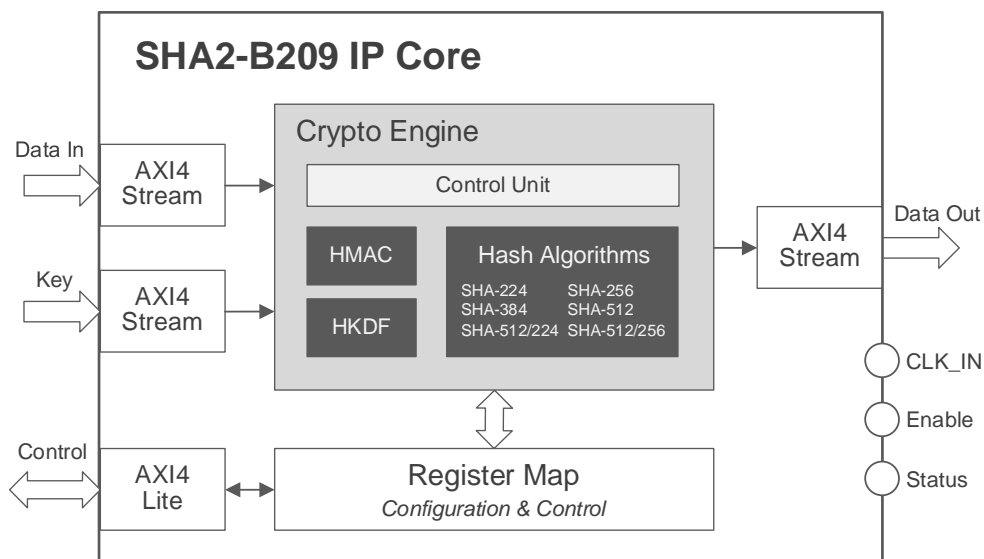 SHA2-B209 IP Core
Crypto Engine
Data In
AXI4
Stream
Control Unit
AXI4
Stream
Data Out
HMAC
Hash Algorithms
Key
AXI4
Stream
SHA-224 SHA-256
SHA-384 SHA-512
SHA-512/224 SHA-512/256
HKDF
CLK_IN
Enable
Control
AXI4
Lite
Register Map
Configuration & Control
Status